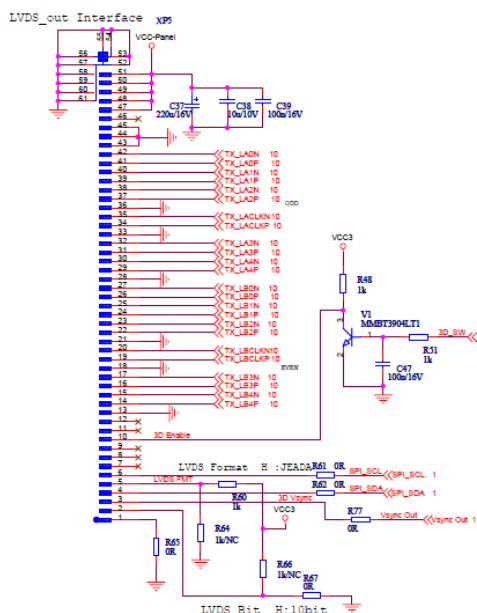 LVDS_out Interface
XP5
VCC-Panel
55
54
56
57
58
59
60
61
53
52
51
50
49
48
47
46
45
44
43
42
41
40
39
38
37
36
35
34
33
32
31
30
29
28
27
26
25
24
23
22
21
20
19
18
17
16
15
14
13
12
11
10
9
8
7
6
5
4
3
2
1
C37
220u/16V
C38
10u/10V
C39
100n/16V
TX_LA0N 10
TX_LA0P 10
TX_LA1N 10
TX_LA1P 10
TX_LA2N 10
TX_LA2P 10
ODD
TX_LACLKN 10
TX_LACLKP 10
TX_LA3N 10
TX_LA3P 10
TX_LA4N 10
TX_LA4P 10
TX_LB0N 10
TX_LB0P 10
TX_LB1N 10
TX_LB1P 10
TX_LB2N 10
TX_LB2P 10
TX_LBCLKN10
TX_LBCLKP 10
EVEN
TX_LB3N 10
TX_LB3P 10
TX_LB4N 10
TX_LB4P 10
VCC3
R48
1k
V1
MMBT3904LT1
3
1
2
3D_SW
R51
1k
C47
100n/16V
3D Enable
LVDS Format H :JEADA
R61 0R
SPI_SCL
SPI_SCL 1
LVDS FMT
R62 0R
SPI_SDA
SPI_SDA 1
R60
1k
3D Vsync
VCC3
R77
0R
Vsync Out
Vsync Out 1
R64
1k/NC
R65
0R
R66
1k/NC
R67
0R
LVDS Bit H:10bit